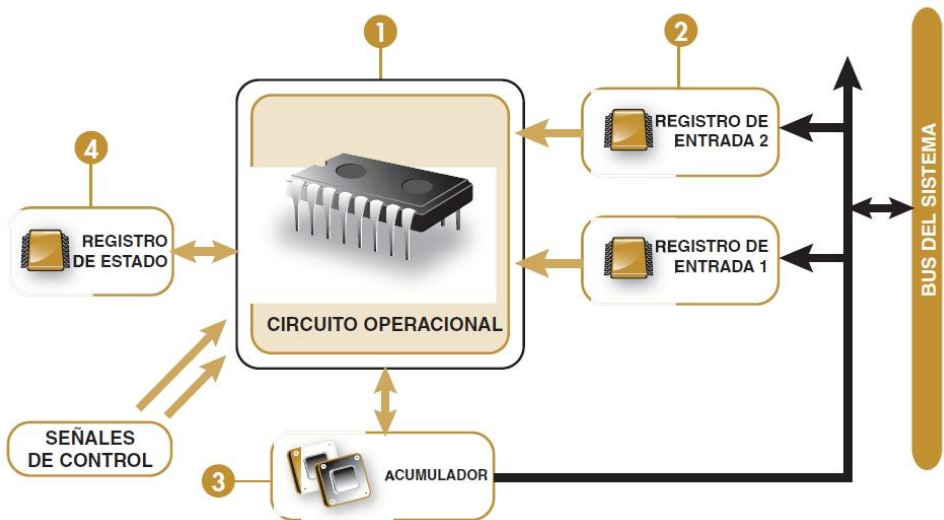 1
2
REGISTRO DE
ENTRADA 2
4
REGISTRO
DE ESTADO
REGISTRO DE
ENTRADA 1
CIRCUITO OPERACIONAL
SEÑALES
DE CONTROL
3
ACUMULADOR
BUS DEL SISTEMA